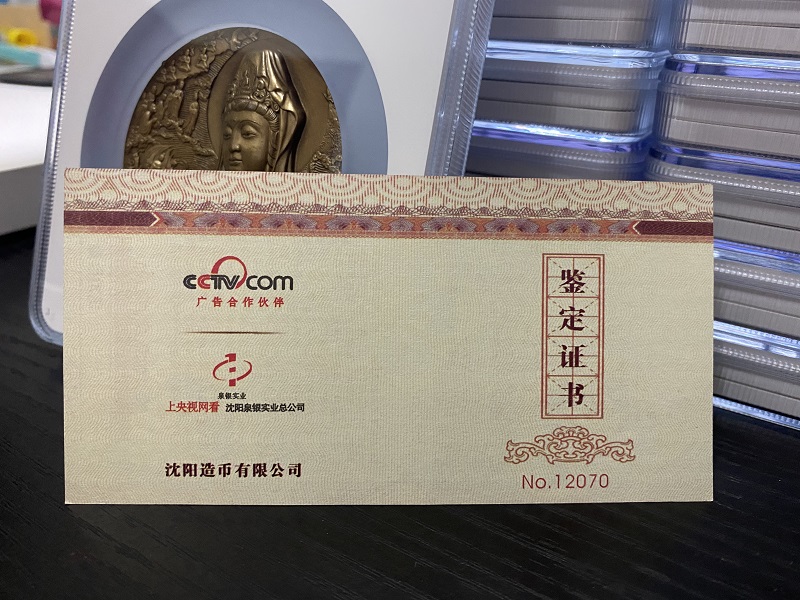 CCTV.com
广告合作伙伴
泉银实业
上央视网看 沈阳泉银实业总公司
沈阳造币有限公司
鉴定证书
No.12070